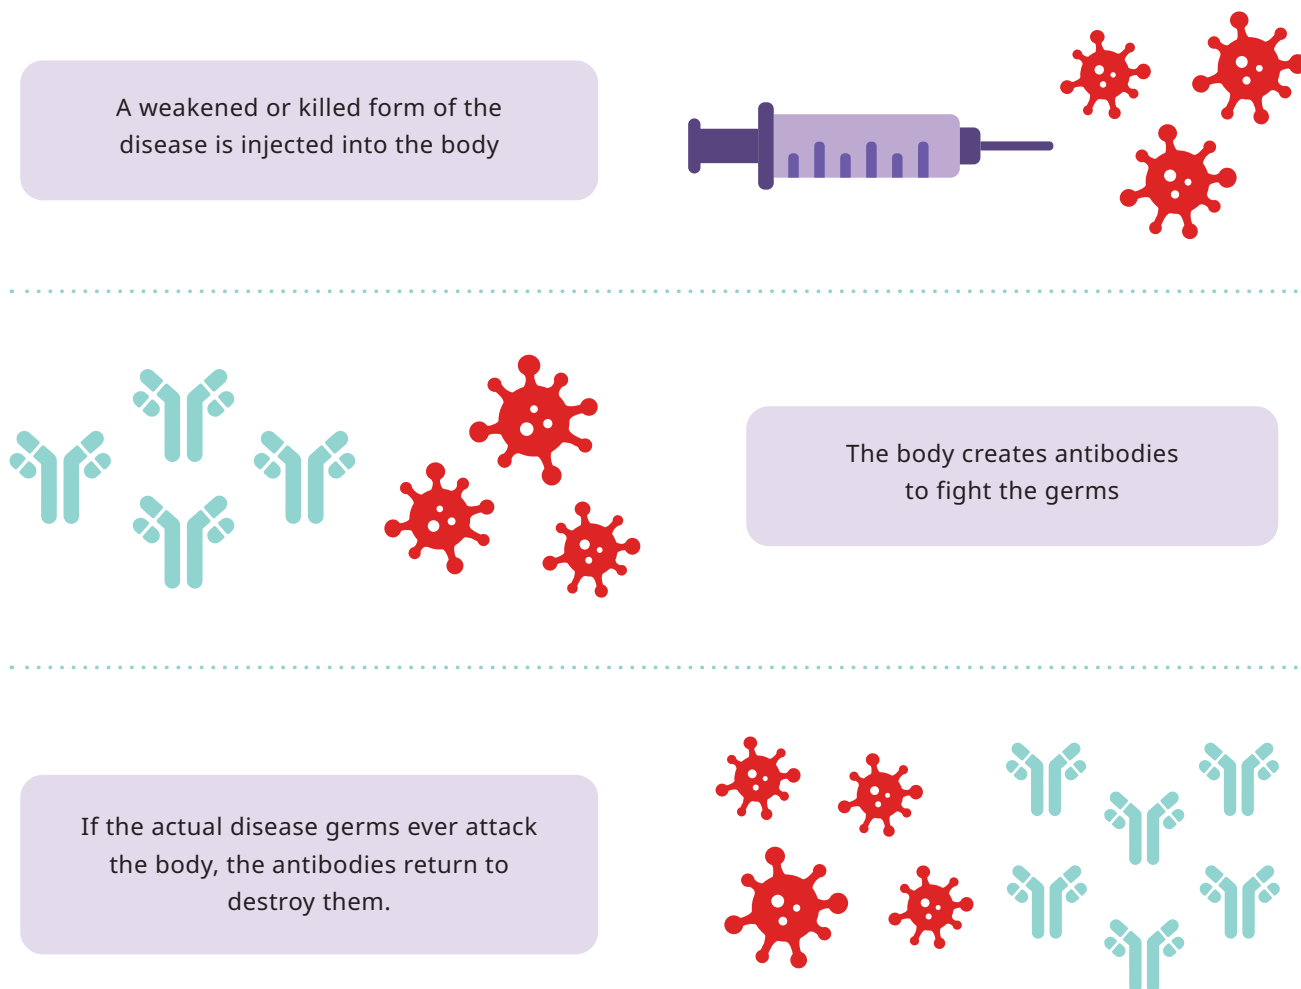 A weakened or killed form of the
disease is injected into the body
The body creates antibodies
to fight the germs
If the actual disease germs ever attack
the body, the antibodies return to
destroy them.